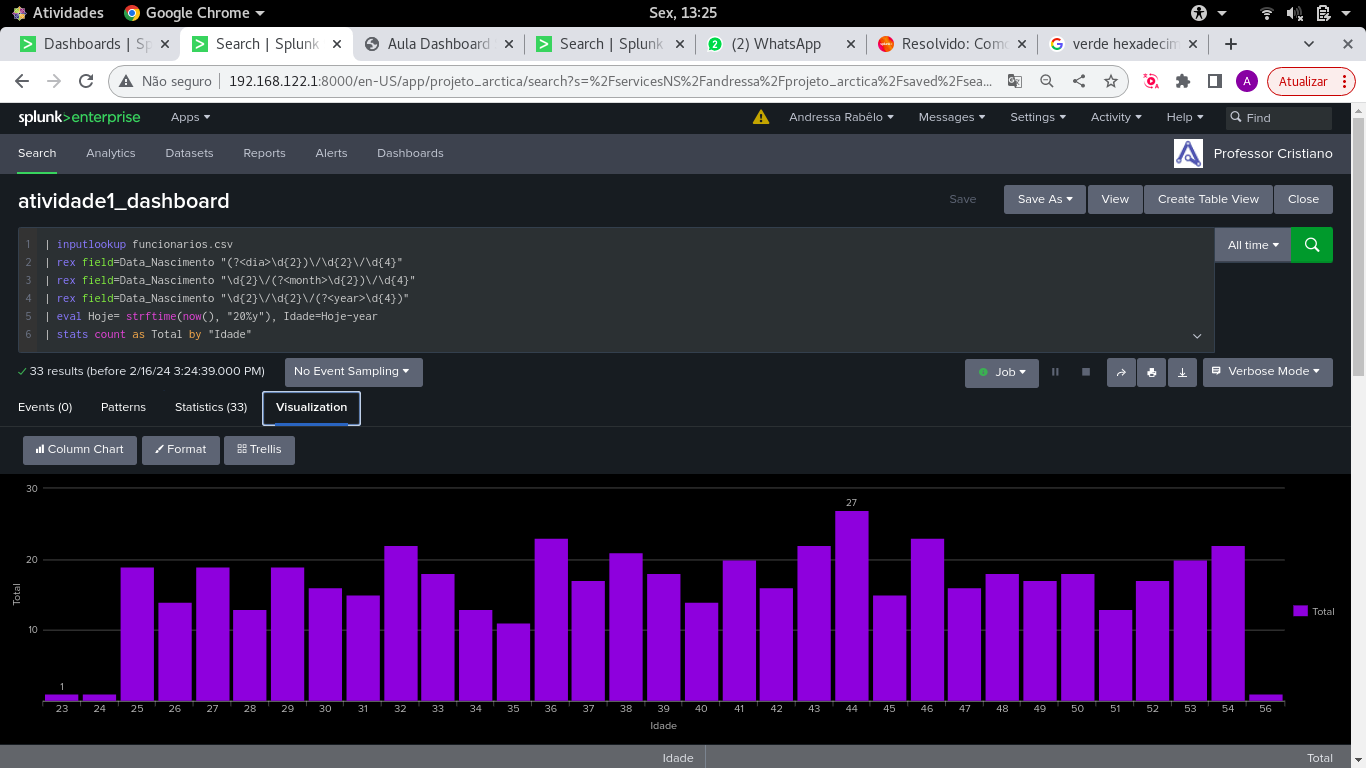 Atividades
Google Chrome
Sex, 13:25
Dashboards | Sp
Search | Splunk
Aula Dashboard
Search | Splunk
(2) WhatsApp
Resolvido: Com
verde hexadecim
Não seguro
192.168.122.1:8000/en-US/app/projeto_arctica/search?s=%2FservicesNS%2Fandressa%2Fprojeto_arctica%2Fsaved%2Fsea...
A
Atualizar
splunk>enterprise
Apps
Andressa Rabêlo
Messages
Settings
Activity
Help
Find
Search
Analytics
Datasets
Reports
Alerts
Dashboards
Professor Cristiano
atividade1_dashboard
Save
Save As
View
Create Table View
Close
1 | inputlookup funcionarios.csv
2 | rex field=Data_Nascimento "(?<dia>\d{2})\/\d{2}\/\d{4}"
3 | rex field=Data_Nascimento "\d{2}\/(?<month>\d{2})\/\d{4}"
4 | rex field=Data_Nascimento "\d{2}\/\d{2}\/(?<year>\d{4})"
5 | eval Hoje= strftime(now(), "20%y"), Idade=Hoje-year
6 | stats count as Total by "Idade"
All time
33 results (before 2/16/24 3:24:39.000 PM)
No Event Sampling
Job
Verbose Mode
Events (0)
Patterns
Statistics (33)
Visualization
Column Chart
Format
Trellis
30
20
10
Total
1
27
23 24 25 26 27 28 29 30 31 32 33 34 35 36 37 38 39 40 41 42 43 44 45 46 47 48 49 50 51 52 53 54 56
Idade
Total
Idade
Total